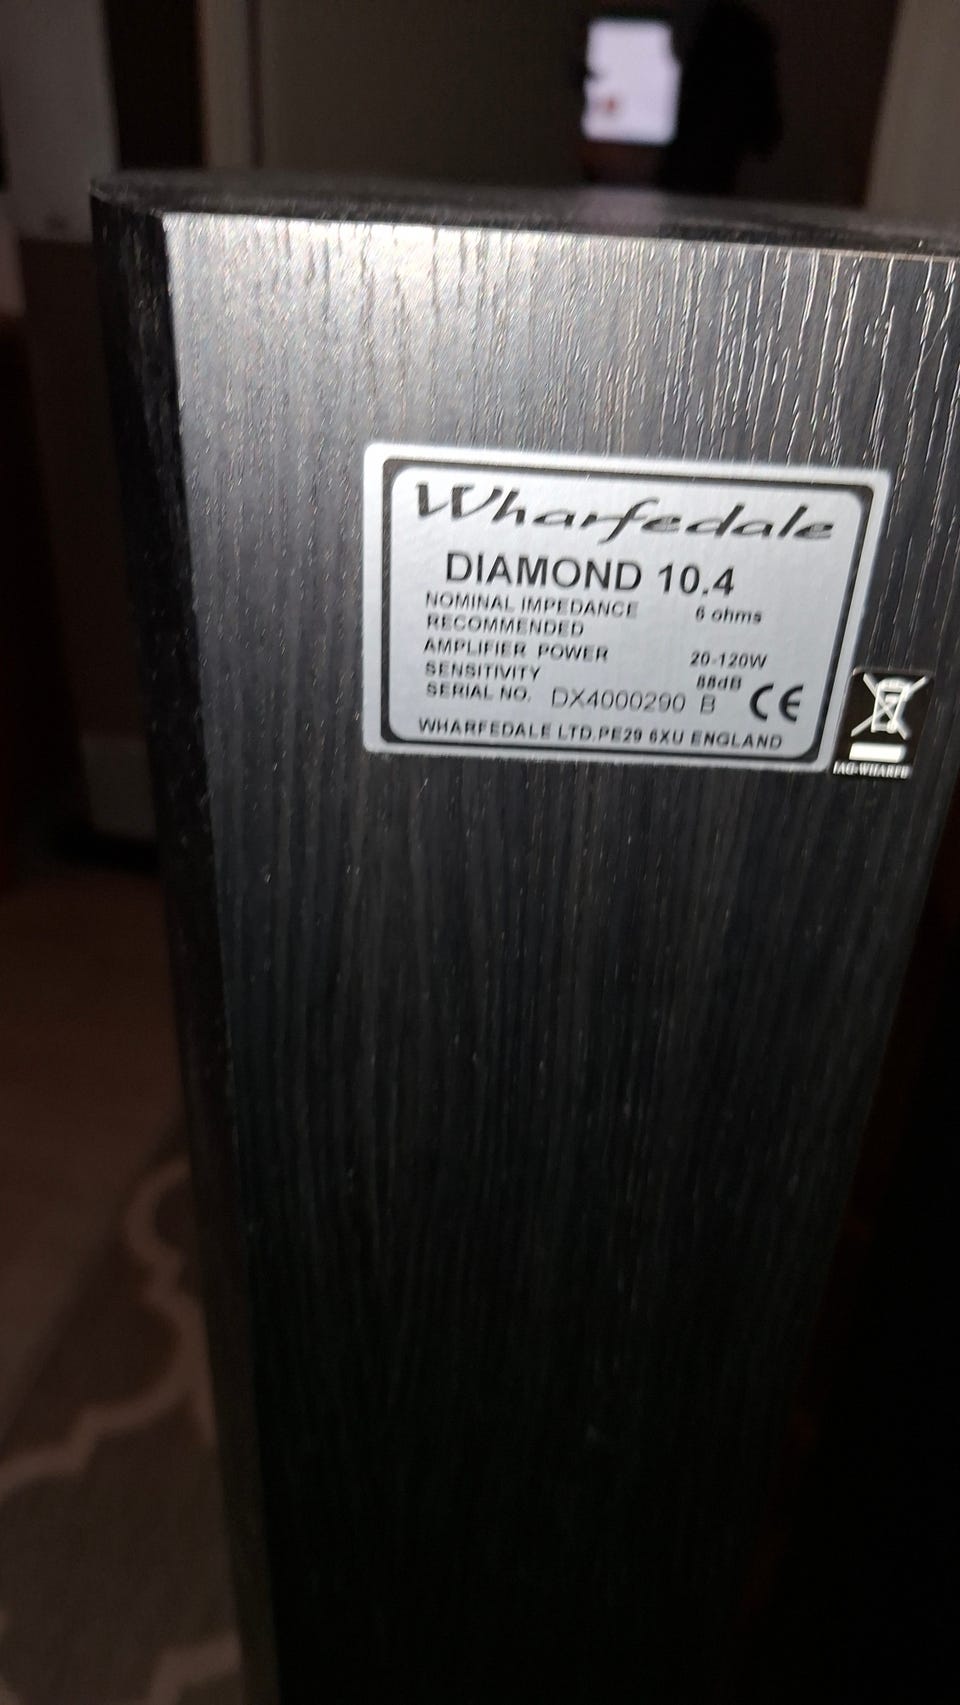 Wharfedale
DIAMOND 10.4
NOMINAL IMPEDANCE 6 ohms
RECOMMENDED
AMPLIFIER POWER 20-120W
SENSITIVITY 88dB
SERIAL NO. DX4000290 B CE
WHARFEDALE LTD.PE29 6XU ENGLAND
IAG-WHARFE